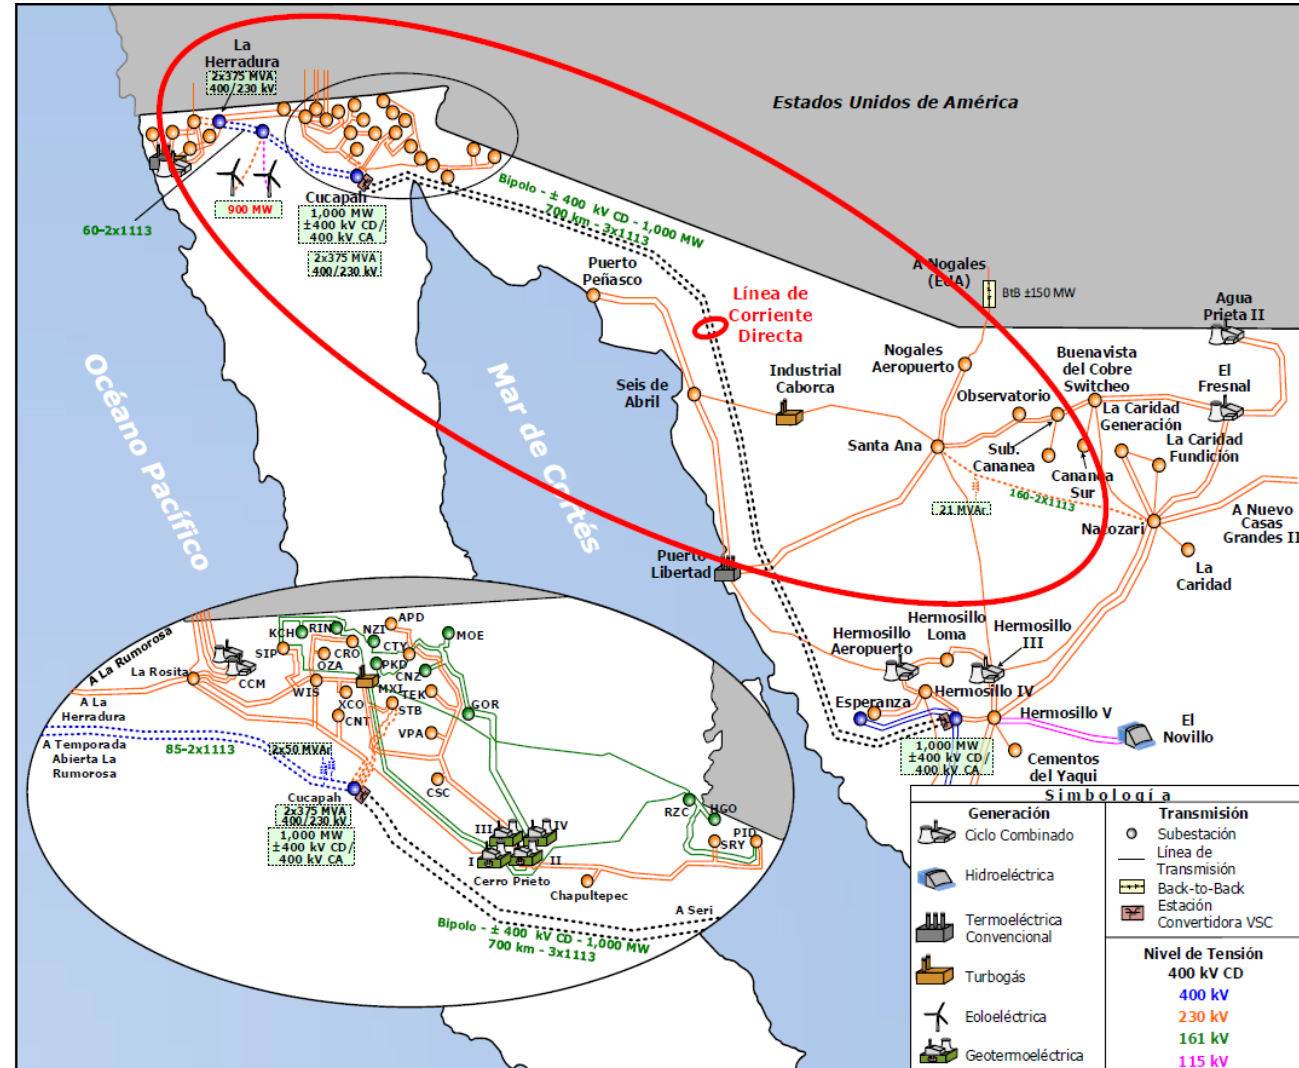 La
Herradura
2x375 MVA
400/230 kV
Estados Unidos de América
60-2x1113
900 MW
Cucapah
1,000 MW
±400 kV CD/
400 kV CA
2x375 MVA
400/230 kV
Bipolo - ± 400 kV CD - 1,000 MW
700 km - 3x1113
Puerto
Peñasco
Línea de
Corriente
Directa
A Nogales
(EUA)
BtB ±150 MW
Agua
Prieta II
Nogales
Aeropuerto
Buenavista
del Cobre
Switcheo
El
Fresnal
Industrial
Caborca
Seis de
Abril
Observatorio
La Caridad
Generación
La Caridad
Fundición
Santa Ana
Sub.
Cananea
Cananea
Sur
160-2X1113
21 MVAr
Nacozari
A Nuevo
Casas
Grandes II
La
Caridad
Océano Pacífico
Mar de Cortés
Puerto
Libertad
Hermosillo
Aeropuerto
Hermosillo
Loma
Hermosillo
III
Esperanza
Hermosillo IV
Hermosillo V
El
Novillo
1,000 MW
±400 kV CD/
400 kV CA
Cementos
del Yaqui
A La Rumorosa
KCH
RIN
NZI
APD
MOE
SIP
CRO
CTY
OZA
PKD
CNZ
La Rosita
CCM
WIS
MXI
TEK
XCO
STB
GOR
CNT
VPA
A La
Herradura
A Temporada
Abierta La
Rumorosa
85-2x1113
2x50 MVAr
Cucapah
2x375 MVA
400/230 kV
1,000 MW
±400 kV CD/
400 kV CA
CSC
RZC
HGO
PID
SRY
III
IV
I
II
Cerro Prieto
Chapultepec
A Seri
Bipolo - ± 400 kV CD - 1,000 MW
700 km - 3x1113
Simbología
Generación
Ciclo Combinado
Hidroeléctrica
Termoeléctrica
Convencional
Turbogás
Eoloeléctrica
Geotermoeléctrica
Transmisión
Subestación
Línea de
Transmisión
Back-to-Back
Estación
Convertidora VSC
Nivel de Tensión
400 kV CD
400 kV
230 kV
161 kV
115 kV